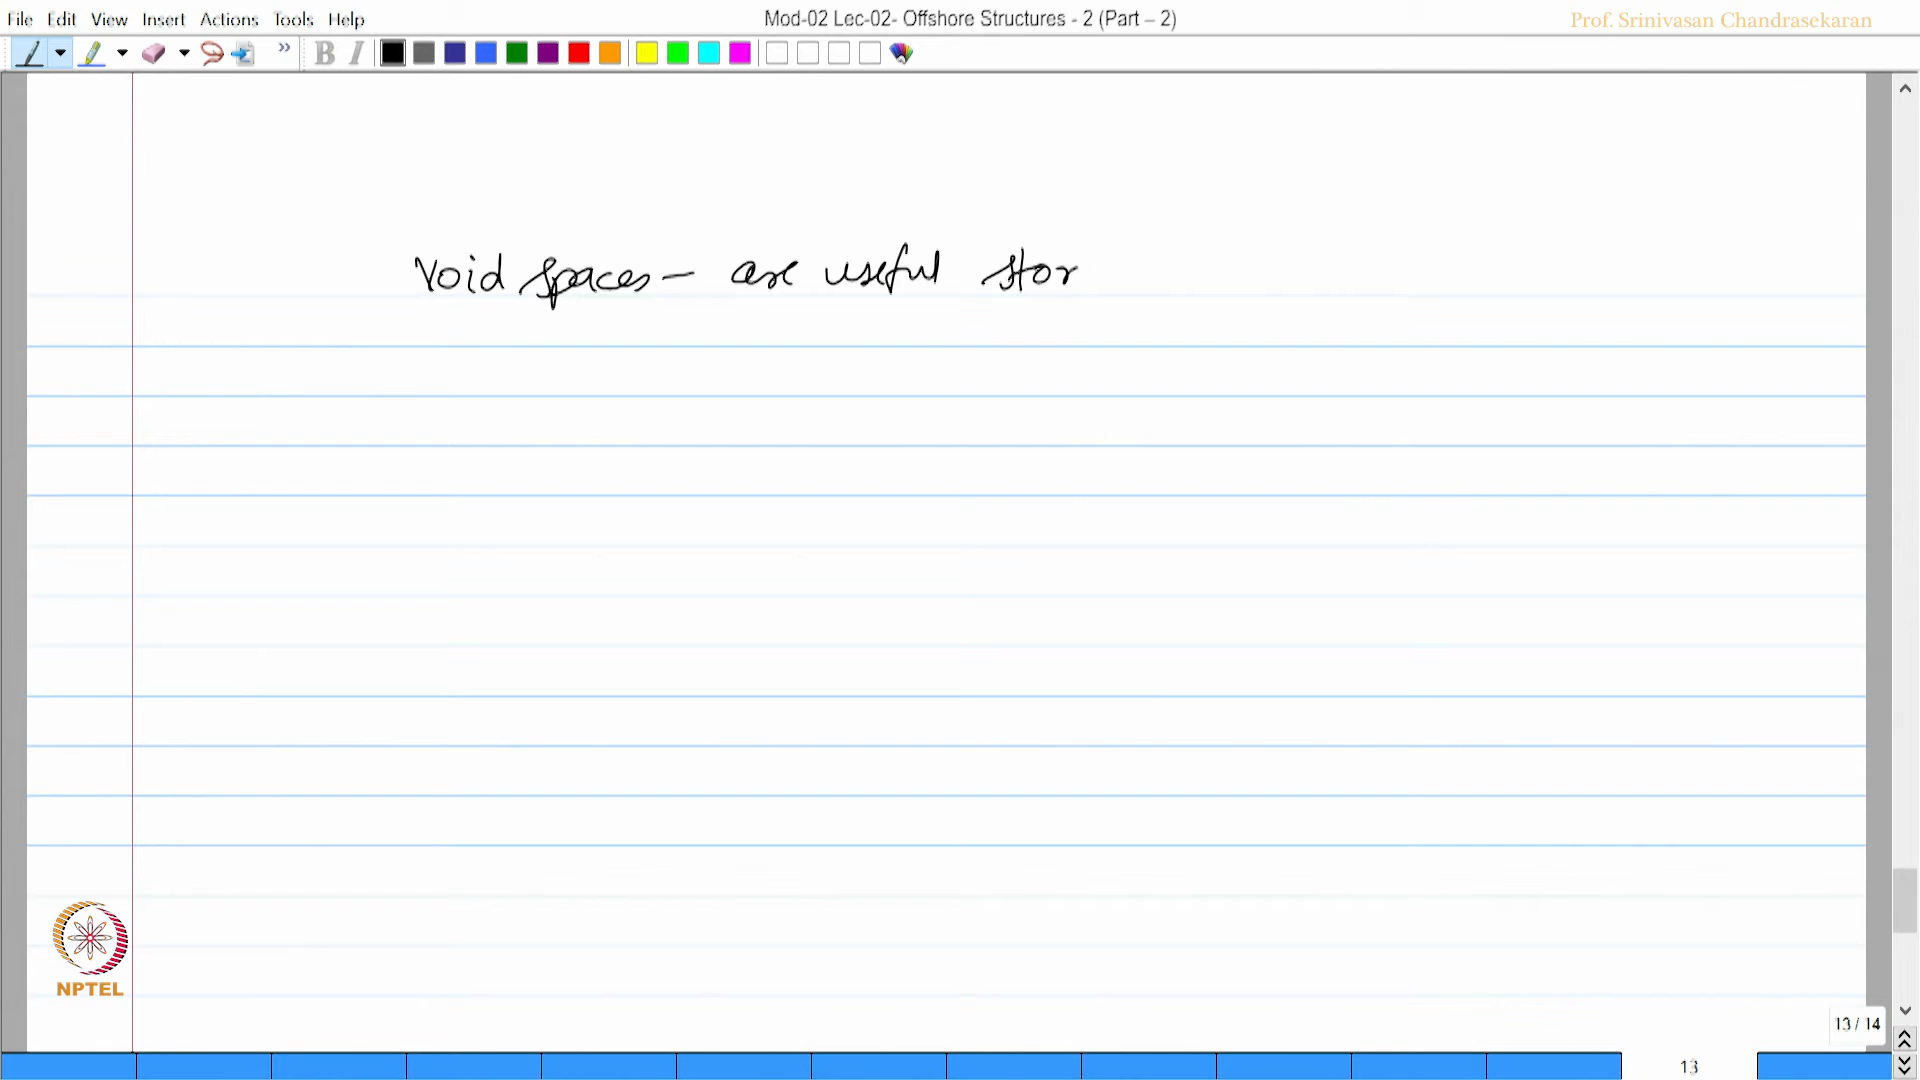 File Edit View Insert Actions Tools Help
Mod-02 Lec-02- Offshore Structures - 2 (Part – 2)
Prof. Srinivasan Chandrasekaran
B I
Void spaces – are useful stor
NPTEL
13 / 14
13